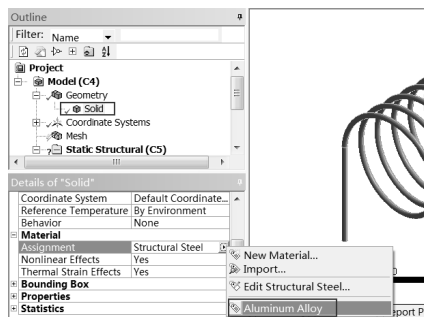 Outline
Filter: Name
Project
Model (C4)
Geometry
Solid
Coordinate Systems
Mesh
Static Structural (C5)
Details of "Solid"
Coordinate System Default Coordinate...
Reference Temperature By Environment
Behavior None
Material
Assignment Structural Steel
Nonlinear Effects Yes
Thermal Strain Effects Yes
Bounding Box
Properties
Statistics
New Material...
Import...
Edit Structural Steel...
Aluminum Alloy